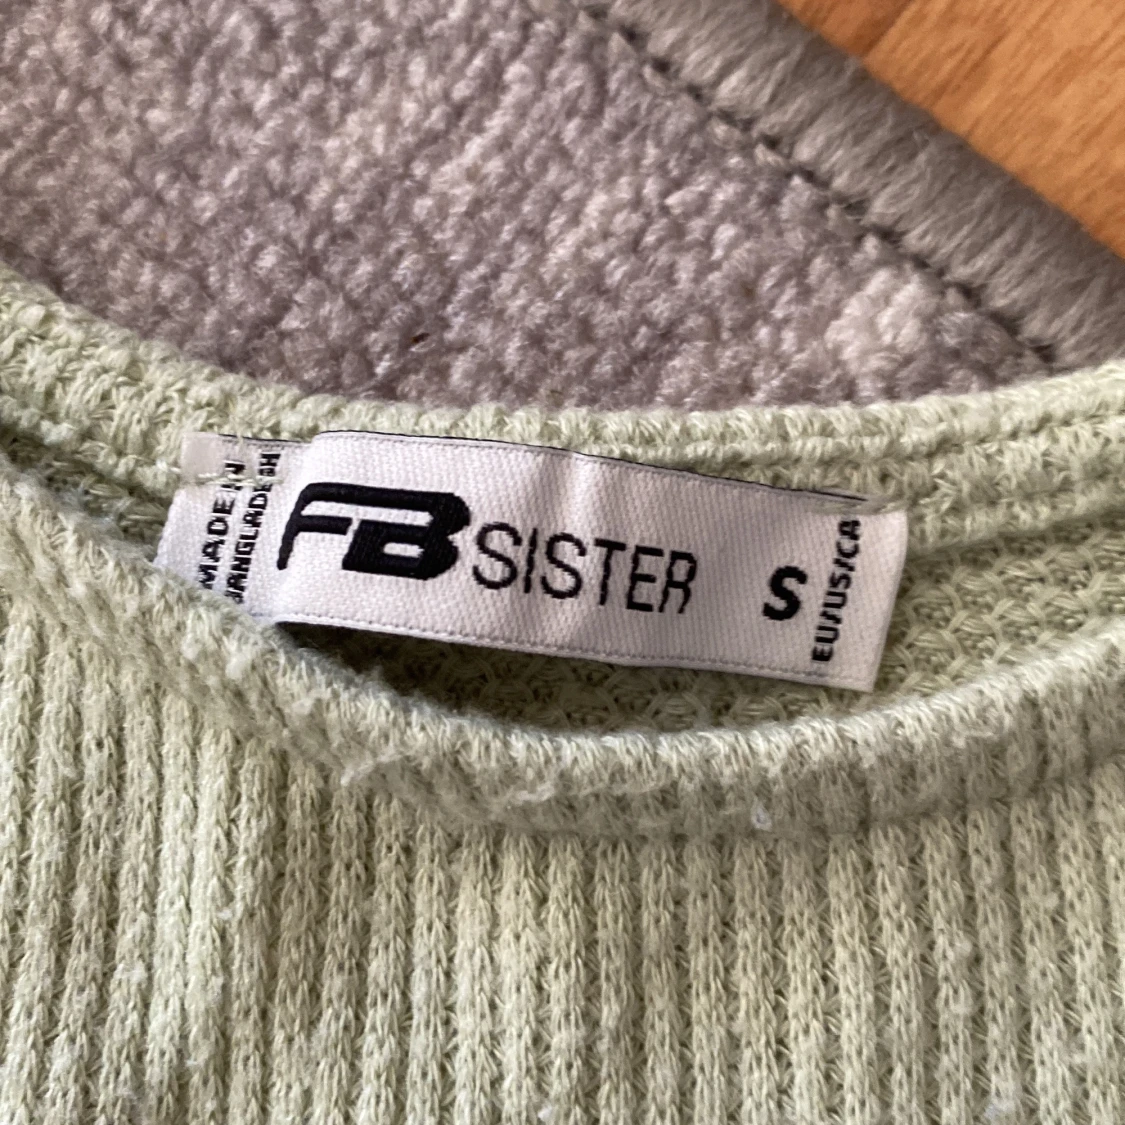 MADE IN
BANGLADESH
FB SISTER
S
EU/US/CA